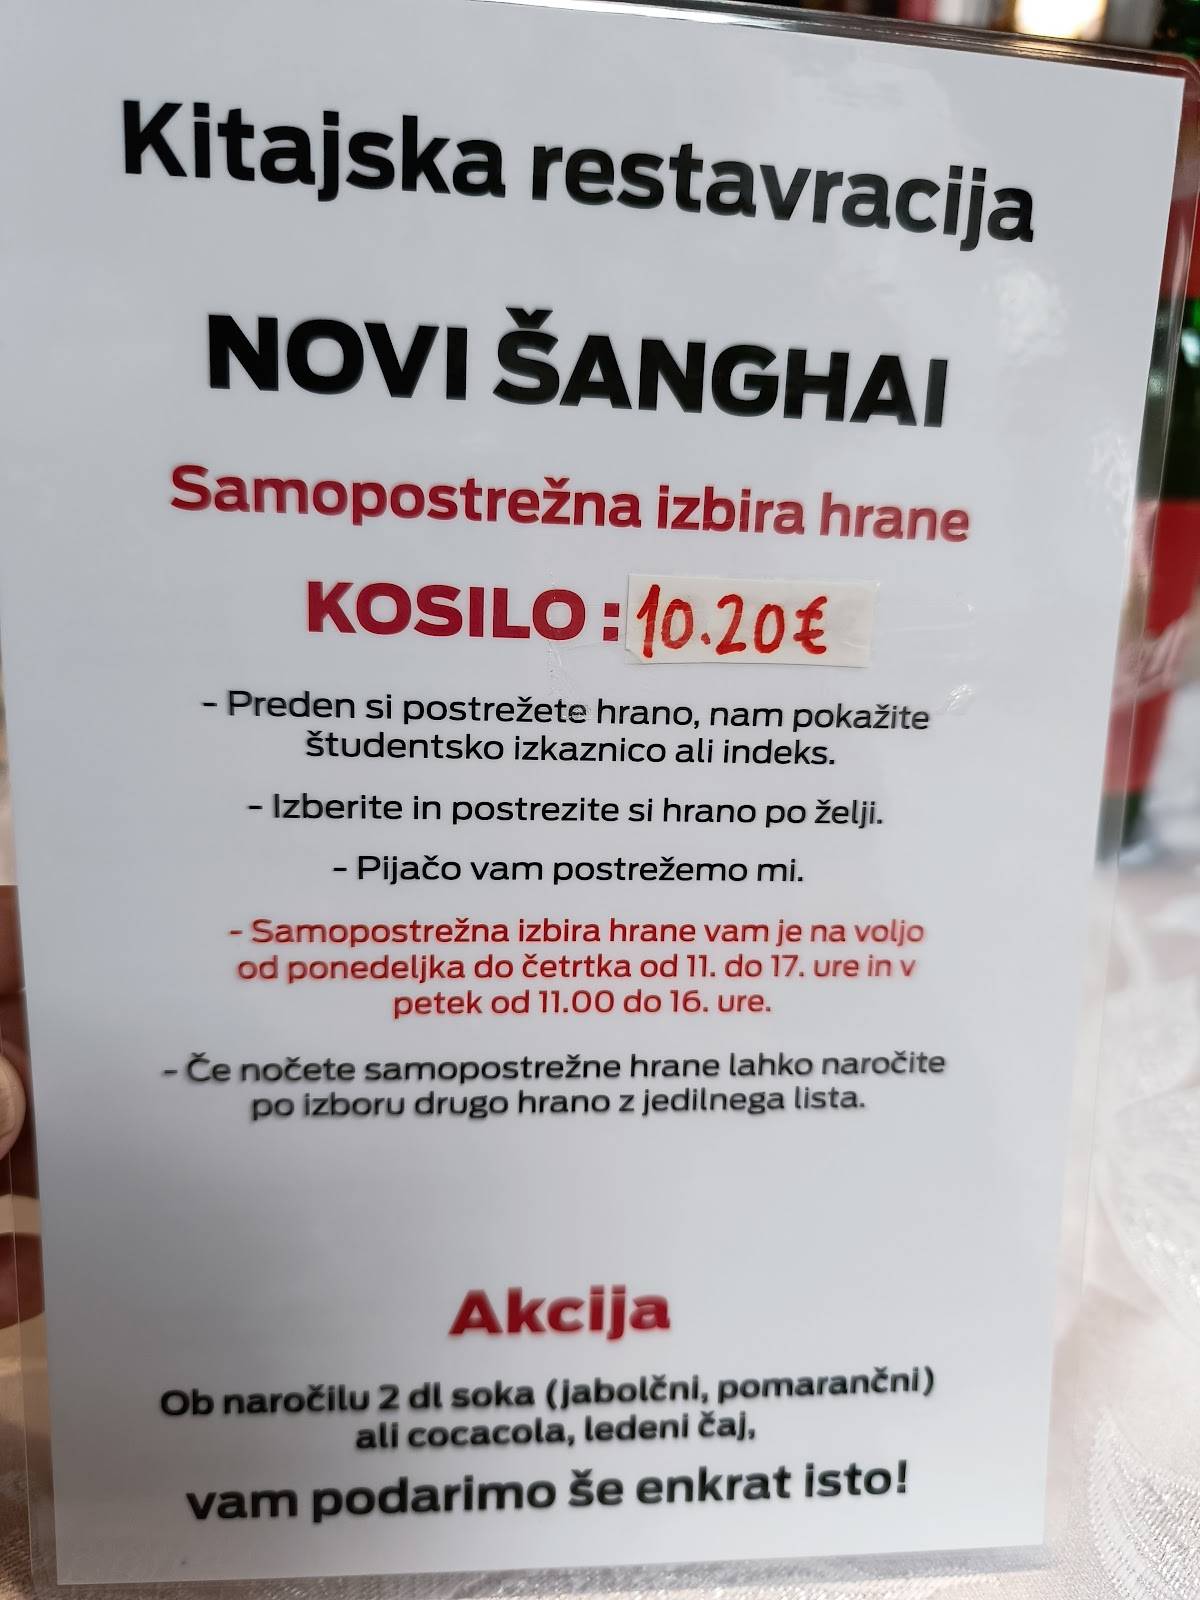 Kitajska restavracija
NOVI ŠANGHAI
Samopostrežna izbira hrane
KOSILO : 10.20€
- Preden si postrežete hrano, nam pokažite
študentsko izkaznico ali indeks.
- Izberite in postrezite si hrano po želji.
- Pijačo vam postrežemo mi.
- Samopostrežna izbira hrane vam je na voljo
od ponedeljka do četrtka od 11. do 17. ure in v
petek od 11.00 do 16. ure.
- Če nočete samopostrežne hrane lahko naročite
po izboru drugo hrano z jedilnega lista.
Akcija
Ob naročilu 2 dl soka (jabolčni, pomarančni)
ali cocacola, ledeni čaj,
vam podarimo še enkrat isto!